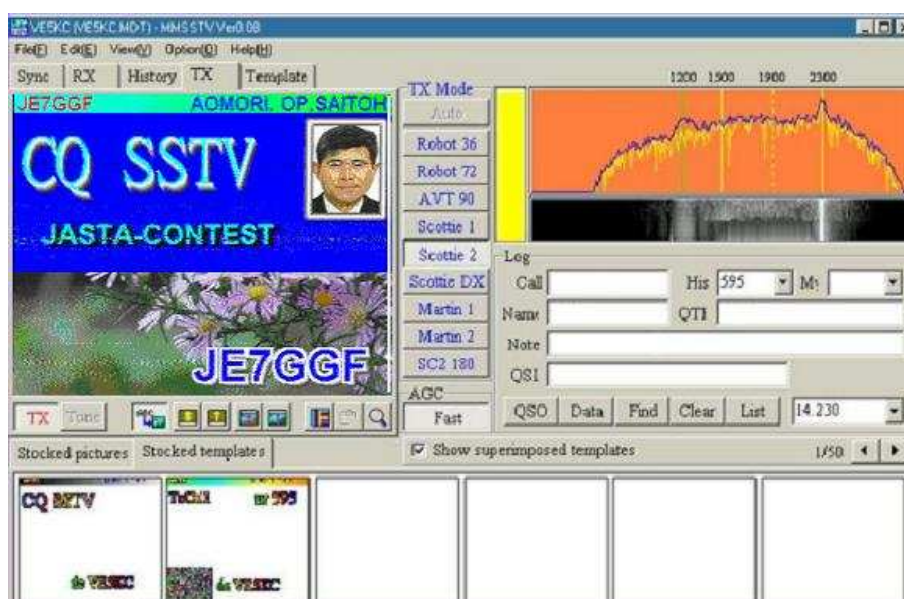 VE5KC (VE5KC.MDT) - MMSSTV Ver0.08
File(F) Edit(E) View(V) Option(O) Help(H)
Sync RX History TX Template
JE7GGF AOMORI. OP.SAITOH
CQ SSTV
JASTA-CONTEST
JE7GGF
TX Mode
Auto
Robot 36
Robot 72
AVT 90
Scottie 1
Scottie 2
Scottie DX
Martin 1
Martin 2
SC2 180
AGC
Fast
1200 1500 1900 2300
Log
Call His 595 My
Name QTH
Note
QSL
QSO Data Find Clear List 14.230
TX Tone
Stocked pictures Stocked templates
Show superimposed templates 1/50
CQ SSTV
de VE5KC
ur 595
de VE5KC